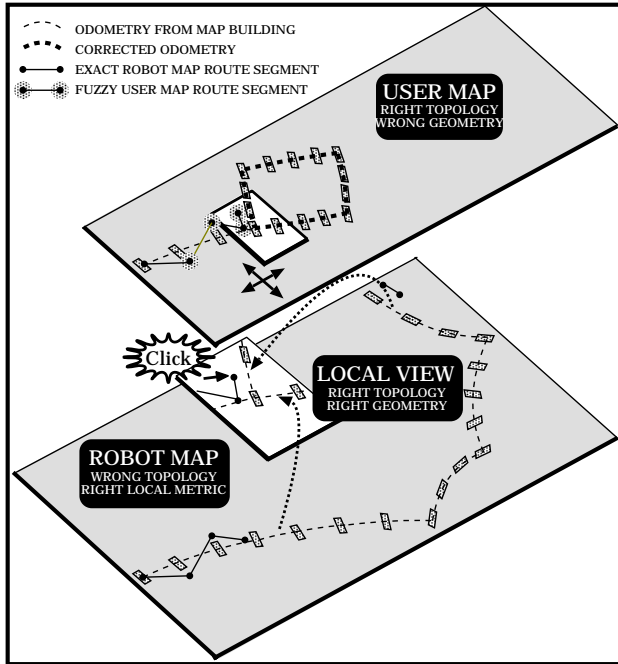 ODOMETRY FROM MAP BUILDING
CORRECTED ODOMETRY
EXACT ROBOT MAP ROUTE SEGMENT
FUZZY USER MAP ROUTE SEGMENT
USER MAP
RIGHT TOPOLOGY
WRONG GEOMETRY
Click
LOCAL VIEW
RIGHT TOPOLOGY
RIGHT GEOMETRY
ROBOT MAP
WRONG TOPOLOGY
RIGHT LOCAL METRIC